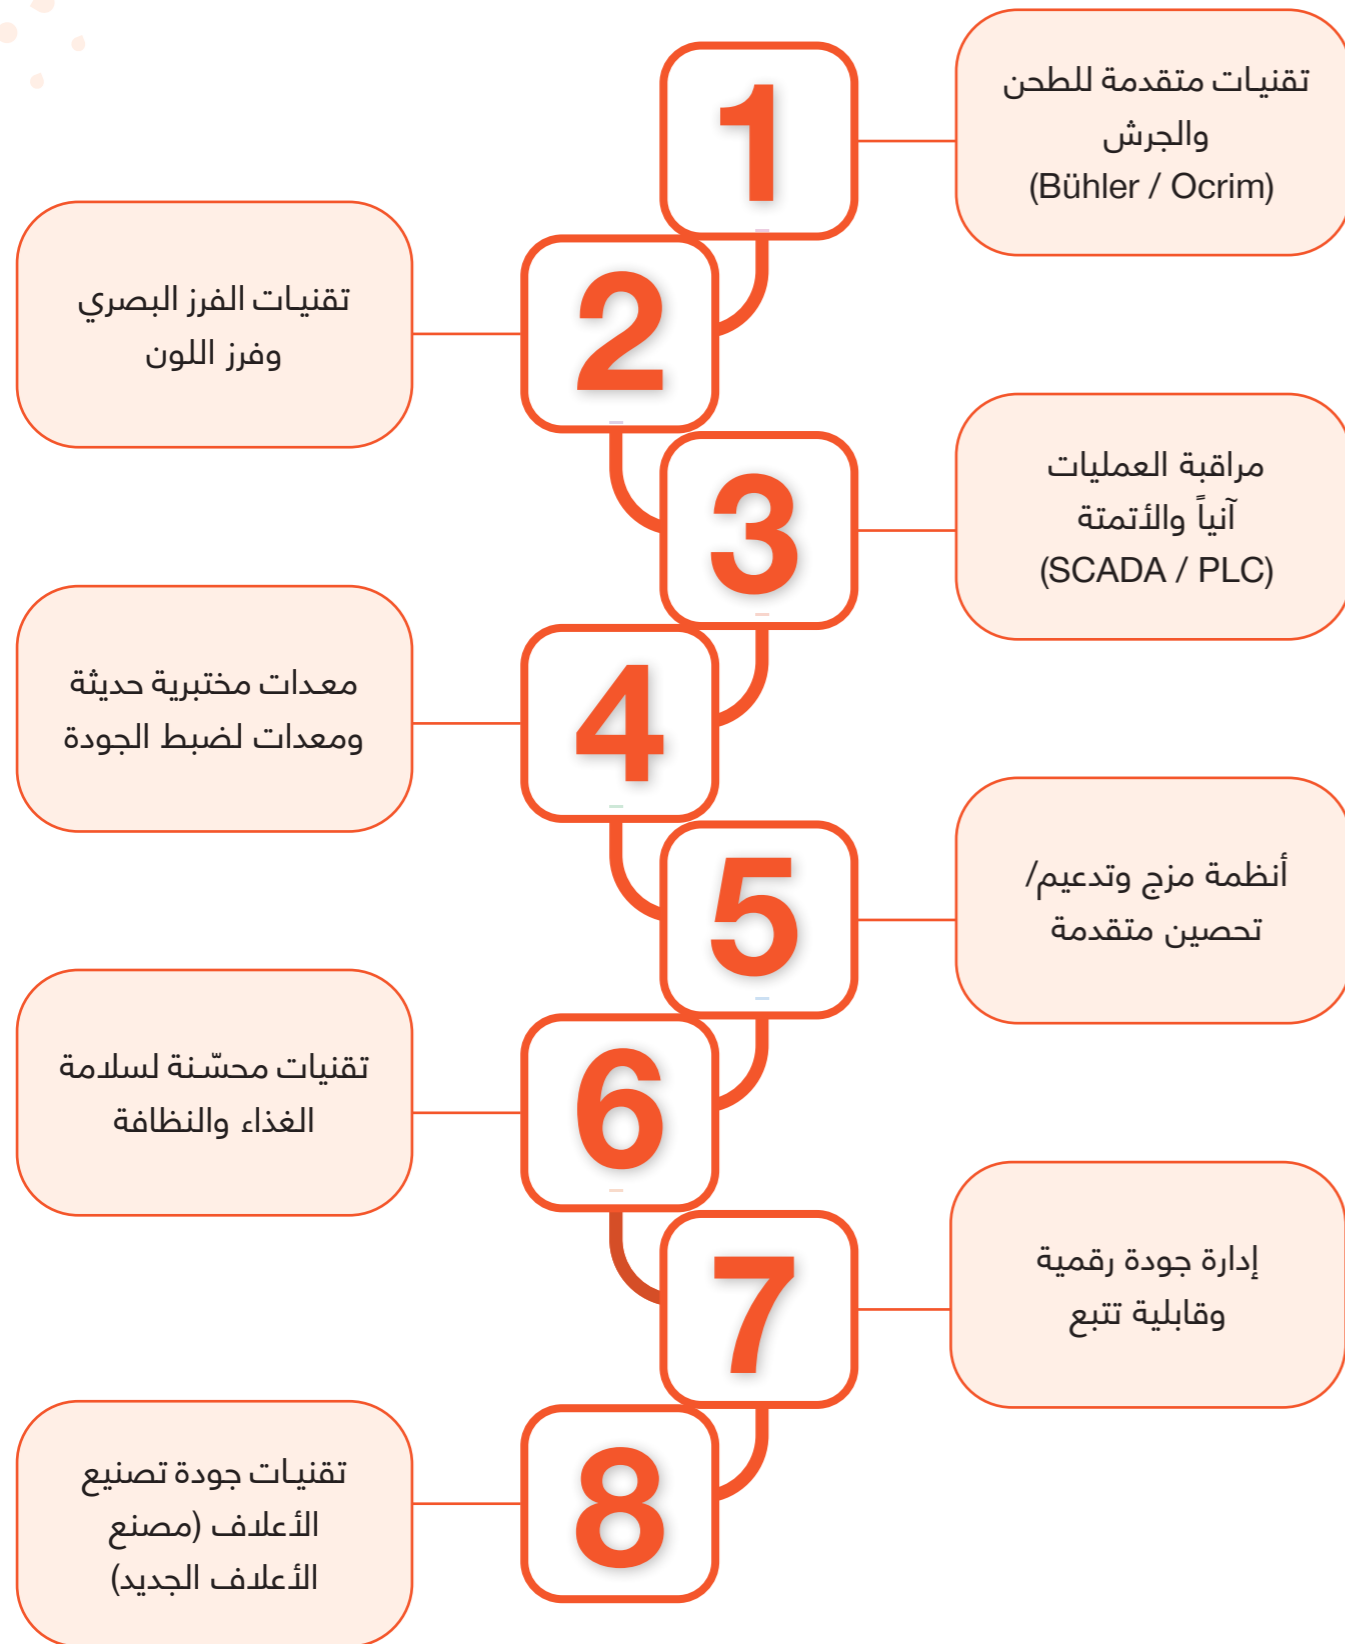 1
تقنيات متقدمة للطحن
والجرش
(Bühler / Ocrim)
2
تقنيات الفرز البصري
وفرز اللون
3
مراقبة العمليات
آنياً والأتمتة
(SCADA / PLC)
4
معدات مختبرية حديثة
ومعدات لضبط الجودة
5
أنظمة مزج وتدعيم/
تحصين متقدمة
6
تقنيات محسّنة لسلامة
الغذاء والنظافة
7
إدارة جودة رقمية
وقابلية تتبع
8
تقنيات جودة تصنيع
الأعلاف (مصنع
الأعلاف الجديد)